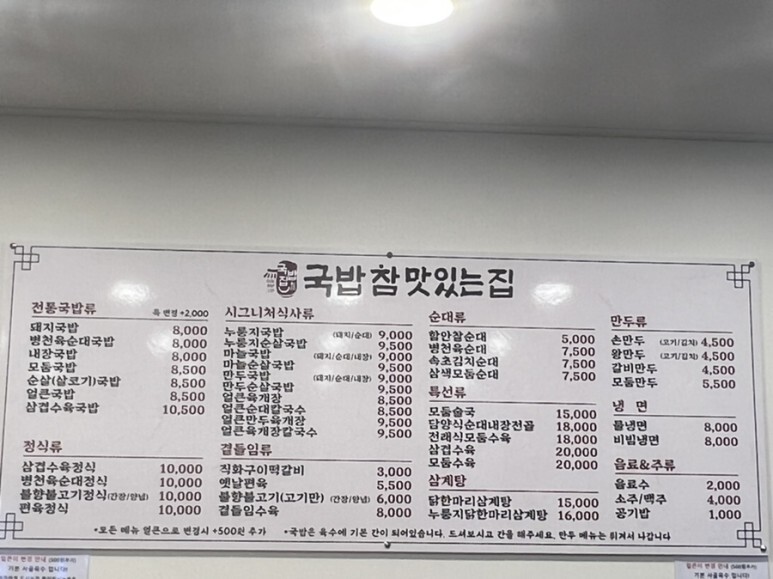 국밥참맛있는집
전통국밥류 특 변경 +2,000
돼지국밥 8,000
병천육순대국밥 8,000
내장국밥 8,000
모둠국밥 8,500
순살(살코기)국밥 8,500
얼큰국밥 8,500
삼겹수육국밥 10,500
정식류
삼겹수육정식 10,000
병천육순대정식 10,000
불향불고기정식(간장/양념) 10,000
편육정식 10,000
시그니처식사류
누룽지국밥 (돼지/순대) 9,000
누룽지순살국밥 9,500
마늘국밥 (돼지/순대/내장) 9,000
마늘순살국밥 9,500
만두국밥 (돼지/순대/내장) 9,000
만두순살국밥 9,500
얼큰육개장 8,500
얼큰순대칼국수 8,500
얼큰만두육개장 9,500
얼큰육개장칼국수 9,500
곁들임류
직화구이떡갈비 3,000
옛날편육 5,500
불향불고기(고기만) (간장/양념) 6,000
곁들임수육 8,000
순대류
함안찹순대 5,000
병천육순대 7,500
속초김치순대 7,500
삼색모둠순대 7,500
특선류
모둠술국 15,000
담양식순대내장전골 18,000
전래식모둠수육 18,000
삼겹수육 20,000
모둠수육 20,000
삼계탕
닭한마리삼계탕 15,000
누룽지닭한마리삼계탕 16,000
만두류
손만두 (고기/김치) 4,500
왕만두 (고기/김치) 4,500
갈비만두 4,500
모둠만두 5,500
냉 면
물냉면 8,000
비빔냉면 8,000
음료&주류
음료수 2,000
소주/맥주 4,000
공기밥 1,000
*모든 메뉴 얼큰으로 변경시 +500원 추가 *국밥은 육수에 기본 간이 되어있습니다. 드셔보시고 간을 해주세요. 만두 메뉴는 튀겨서 나갑니다